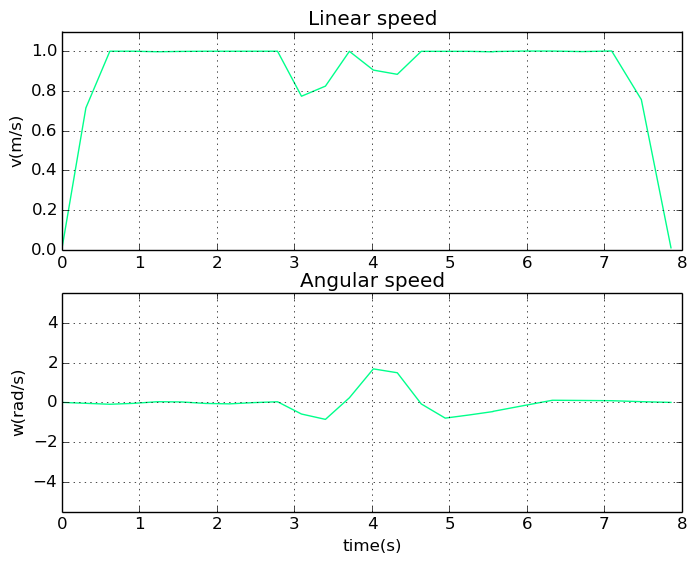 Linear speed
v(m/s)
1.0
0.8
0.6
0.4
0.2
0.0
0 1 2 3 4 5 6 7 8
Angular speed
w(rad/s)
4
2
0
−2
−4
0 1 2 3 4 5 6 7 8
time(s)